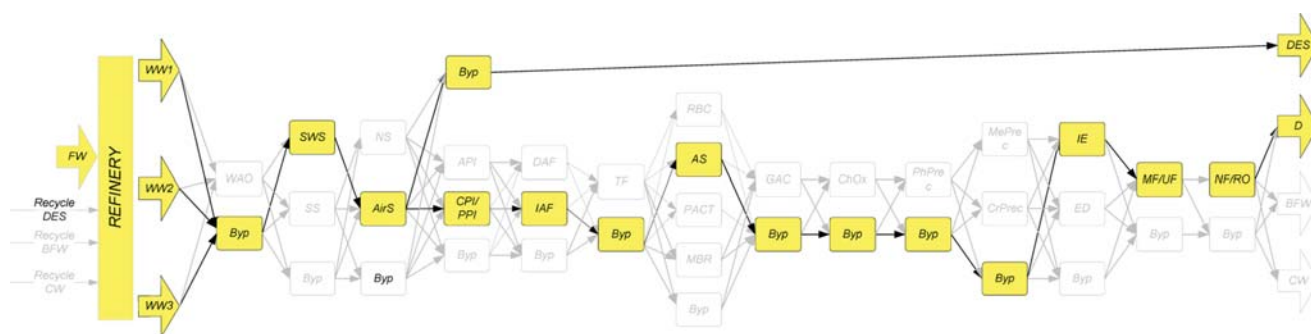 WW1
FW
WW2
Recycle
DES
Recycle
BFW
Recycle
CW
WW3
REFINERY
WAO
Byp
SWS
SS
Byp
NS
AirS
Byp
Byp
API
CPI/
PPI
Byp
DAF
IAF
Byp
TF
Byp
RBC
AS
PACT
MBR
Byp
GAC
Byp
ChOx
Byp
PhPre
c
Byp
MePre
c
CrPrec
Byp
IE
ED
Byp
MF/UF
Byp
NF/RO
Byp
DES
D
BFW
CW